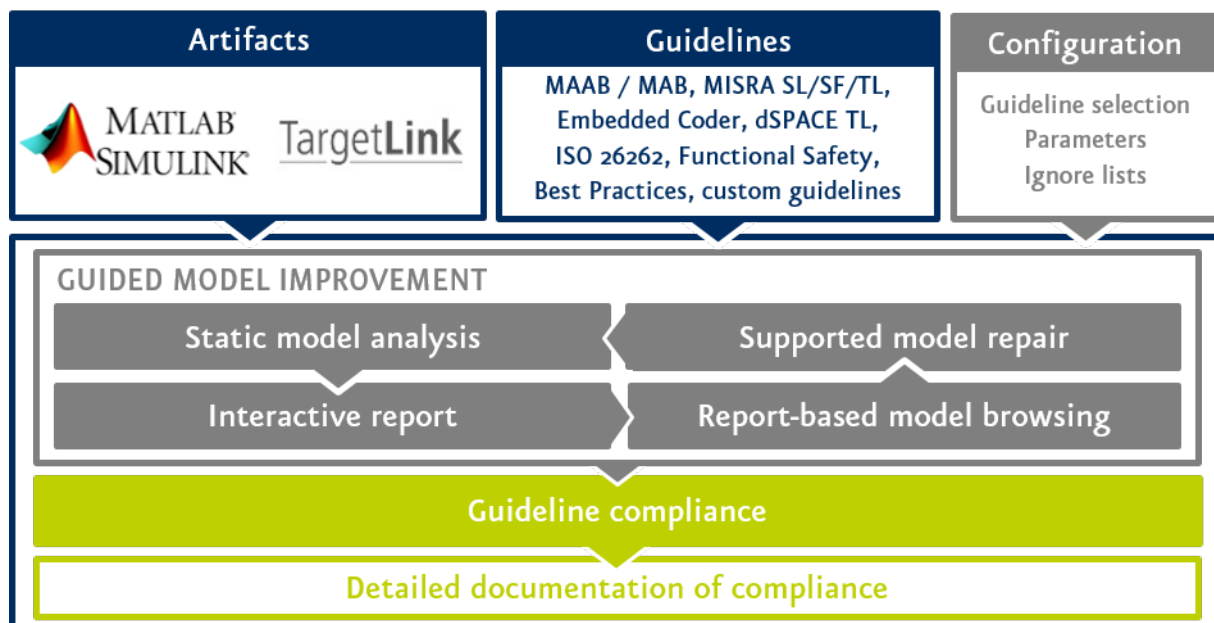 Artifacts
MATLAB®
SIMULINK®
TargetLink
Guidelines
MAAB / MAB, MISRA SL/SF/TL,
Embedded Coder, dSPACE TL,
ISO 26262, Functional Safety,
Best Practices, custom guidelines
Configuration
Guideline selection
Parameters
Ignore lists
GUIDED MODEL IMPROVEMENT
Static model analysis
Supported model repair
Interactive report
Report-based model browsing
Guideline compliance
Detailed documentation of compliance